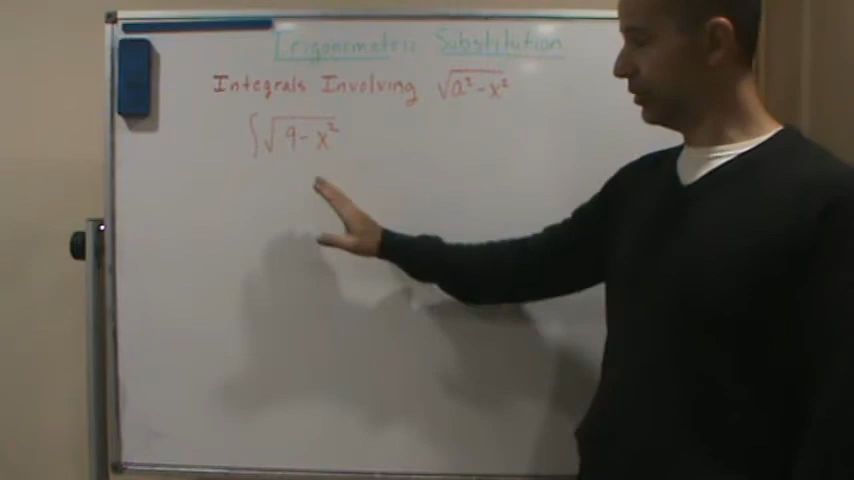 Trigonometric Substitution
Integrals Involving √a²-x²
∫√9-x²